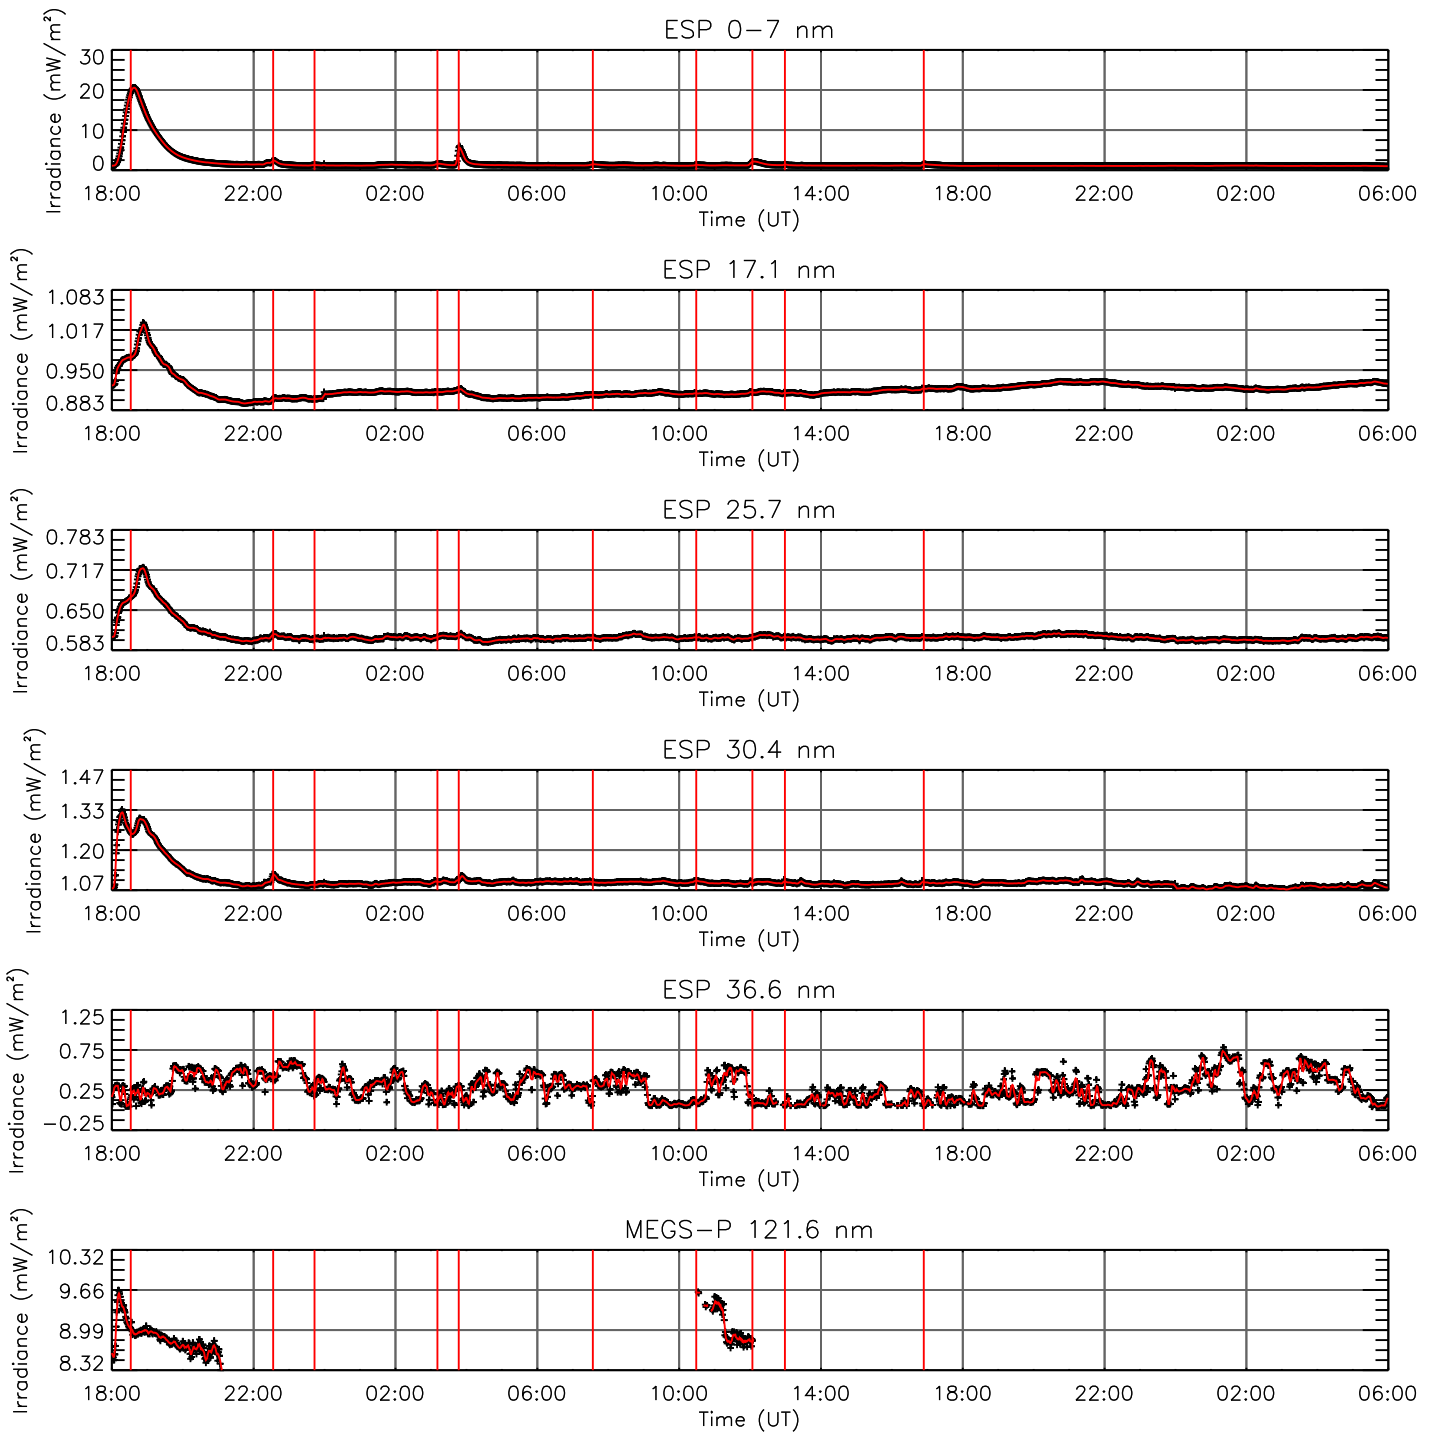 ESP 0-7 nm
Irradiance (mW/m²)
30
20
10
0
18:00 22:00 02:00 06:00 10:00 14:00 18:00 22:00 02:00 06:00
Time (UT)
ESP 17.1 nm
Irradiance (mW/m²)
1.083
1.017
0.950
0.883
18:00 22:00 02:00 06:00 10:00 14:00 18:00 22:00 02:00 06:00
Time (UT)
ESP 25.7 nm
Irradiance (mW/m²)
0.783
0.717
0.650
0.583
18:00 22:00 02:00 06:00 10:00 14:00 18:00 22:00 02:00 06:00
Time (UT)
ESP 30.4 nm
Irradiance (mW/m²)
1.47
1.33
1.20
1.07
18:00 22:00 02:00 06:00 10:00 14:00 18:00 22:00 02:00 06:00
Time (UT)
ESP 36.6 nm
Irradiance (mW/m²)
1.25
0.75
0.25
-0.25
18:00 22:00 02:00 06:00 10:00 14:00 18:00 22:00 02:00 06:00
Time (UT)
MEGS-P 121.6 nm
Irradiance (mW/m²)
10.32
9.66
8.99
8.32
18:00 22:00 02:00 06:00 10:00 14:00 18:00 22:00 02:00 06:00
Time (UT)